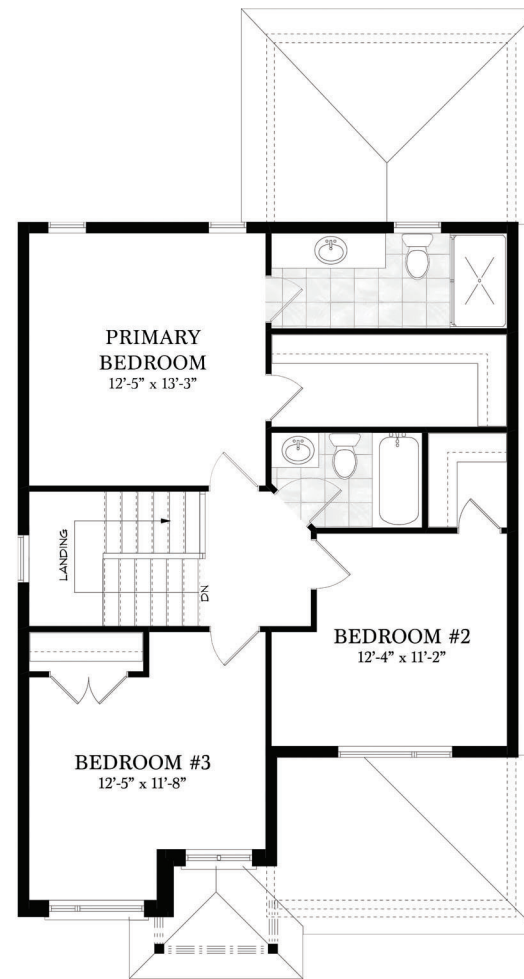 PRIMARY
BEDROOM
12'-5” x 13'-3”
LANDING
DN
BEDROOM #2
12'-4” x 11'-2”
BEDROOM #3
12'-5” x 11'-8”